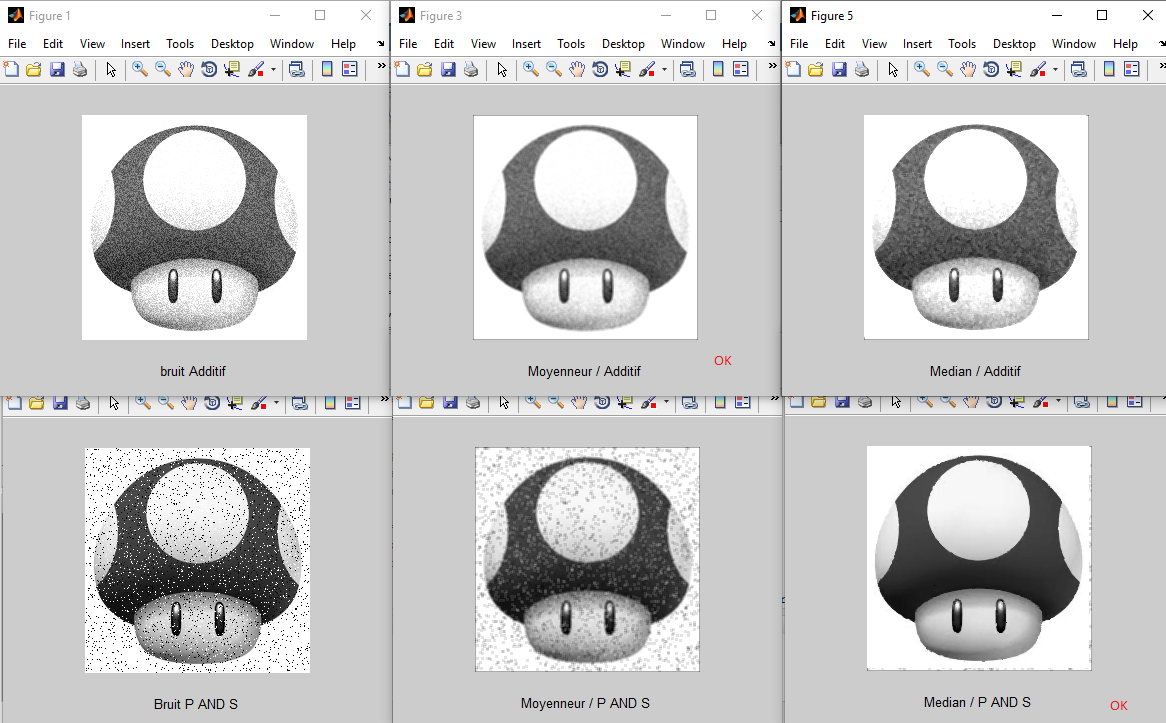 Figure 1
File Edit View Insert Tools Desktop Window Help
bruit Additif
Figure 3
File Edit View Insert Tools Desktop Window Help
Moyenneur / Additif
OK
Figure 5
File Edit View Insert Tools Desktop Window Help
Median / Additif
Bruit P AND S
Moyenneur / P AND S
Median / P AND S
OK